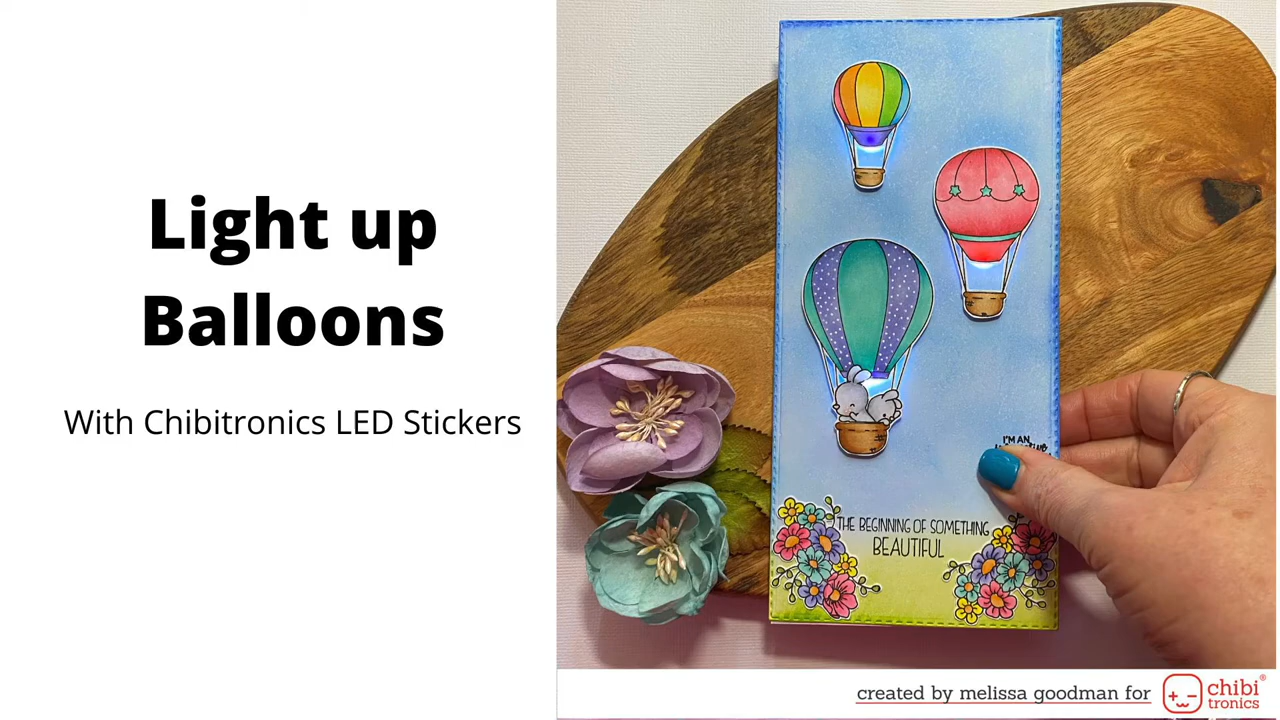 Light up
Balloons
With Chibitronics LED Stickers
I'M AN
THE BEGINNING OF SOMETHING
BEAUTIFUL
created by melissa goodman for
chibi®
tronics